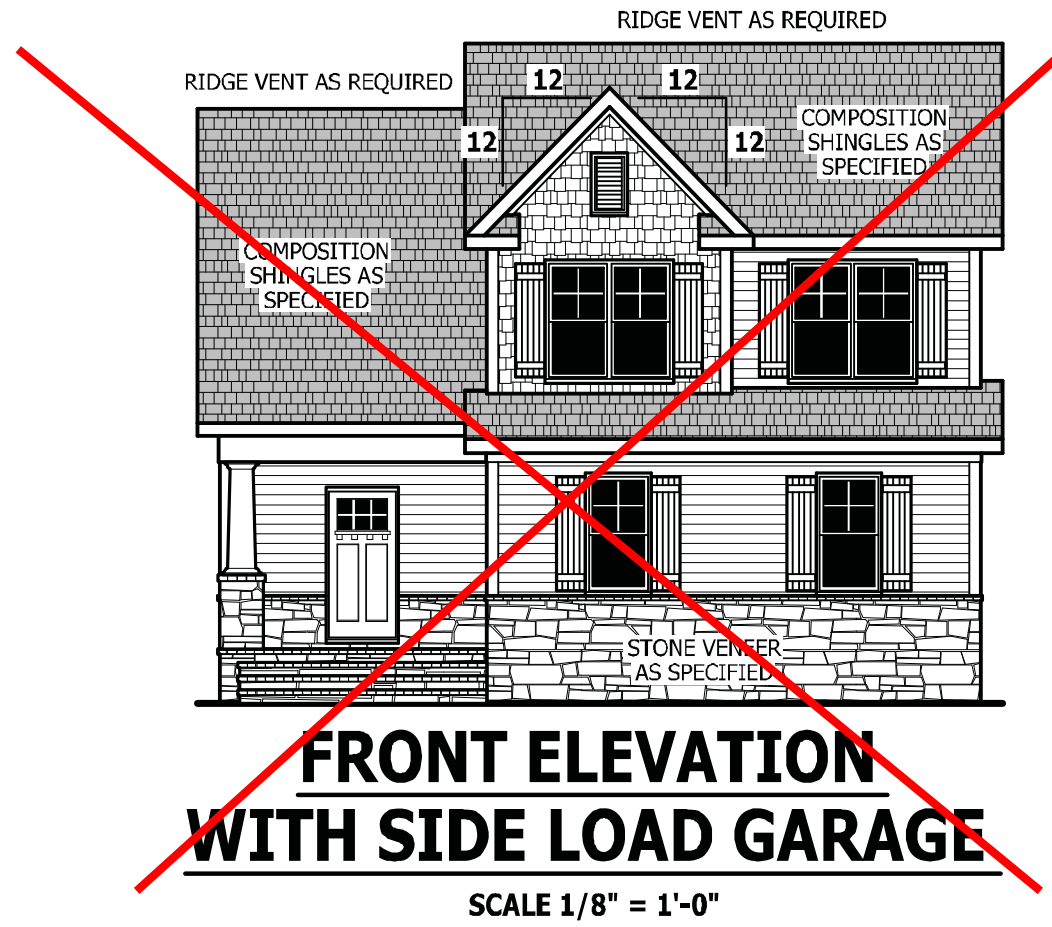 RIDGE VENT AS REQUIRED
RIDGE VENT AS REQUIRED
12 12
12 12
COMPOSITION
SHINGLES AS
SPECIFIED
COMPOSITION
SHINGLES AS
SPECIFIED
STONE VENEER
AS SPECIFIED
FRONT ELEVATION
WITH SIDE LOAD GARAGE
SCALE 1/8" = 1'-0"